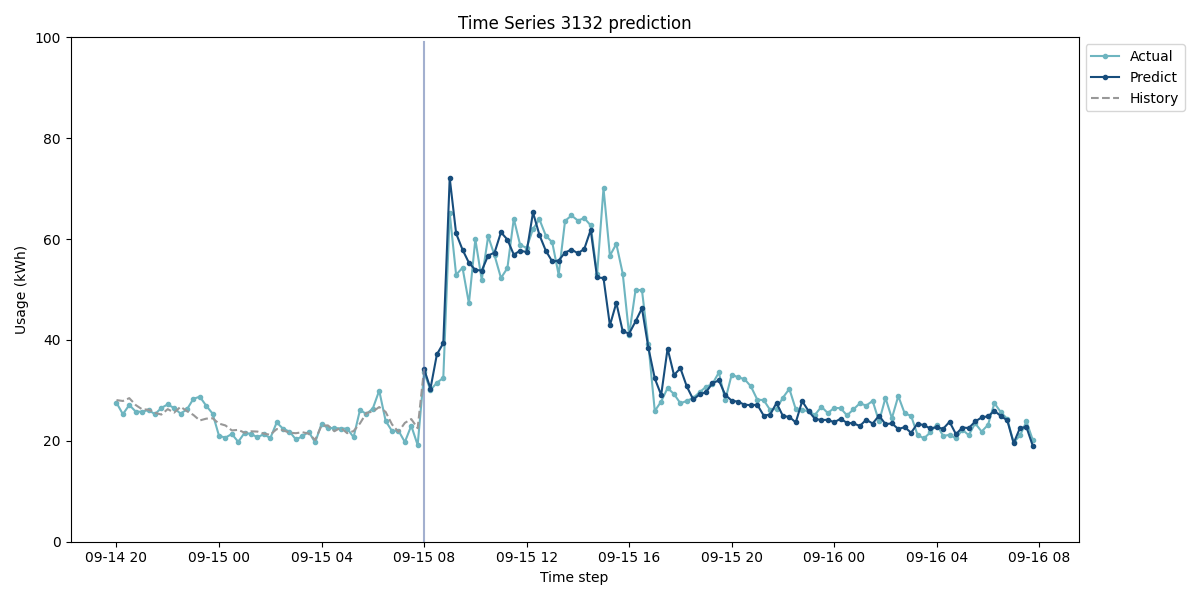 Time Series 3132 prediction
100
80
60
40
20
0
Usage (kWh)
09-14 20
09-15 00
09-15 04
09-15 08
09-15 12
09-15 16
09-15 20
09-16 00
09-16 04
09-16 08
Time step
Actual
Predict
History